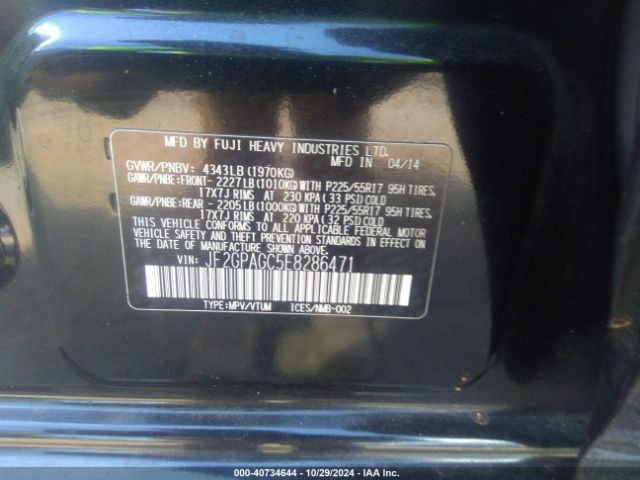 MFD BY FUJI HEAVY INDUSTRIES LTD.
MFD IN 04/14
GVWR/PNBV: 4343LB(1970KG)
GAWR/PNBE:FRONT- 2227LB(1010KG)WITH P225/55R17 95H TIRES,
17X7J RIMS AT 230 KPA(33 PSI)COLD
GAWR/PNBE:REAR - 2205LB(1000KG)WITH P225/55R17 95H TIRES,
17X7J RIMS AT 220 KPA(32 PSI)COLD
THIS VEHICLE CONFORMS TO ALL APPLICABLE FEDERAL MOTOR
VEHICLE SAFETY AND THEFT PREVENTION STANDARDS IN
EFFECT ON THE DATE OF MANUFACTURE SHOWN ABOVE.
VIN: JF2GPAGC5E8286471
TYPE:MPV/VTUM ICES/NMB-002
000-40734644 / 10/29/2024 - IAA Inc.